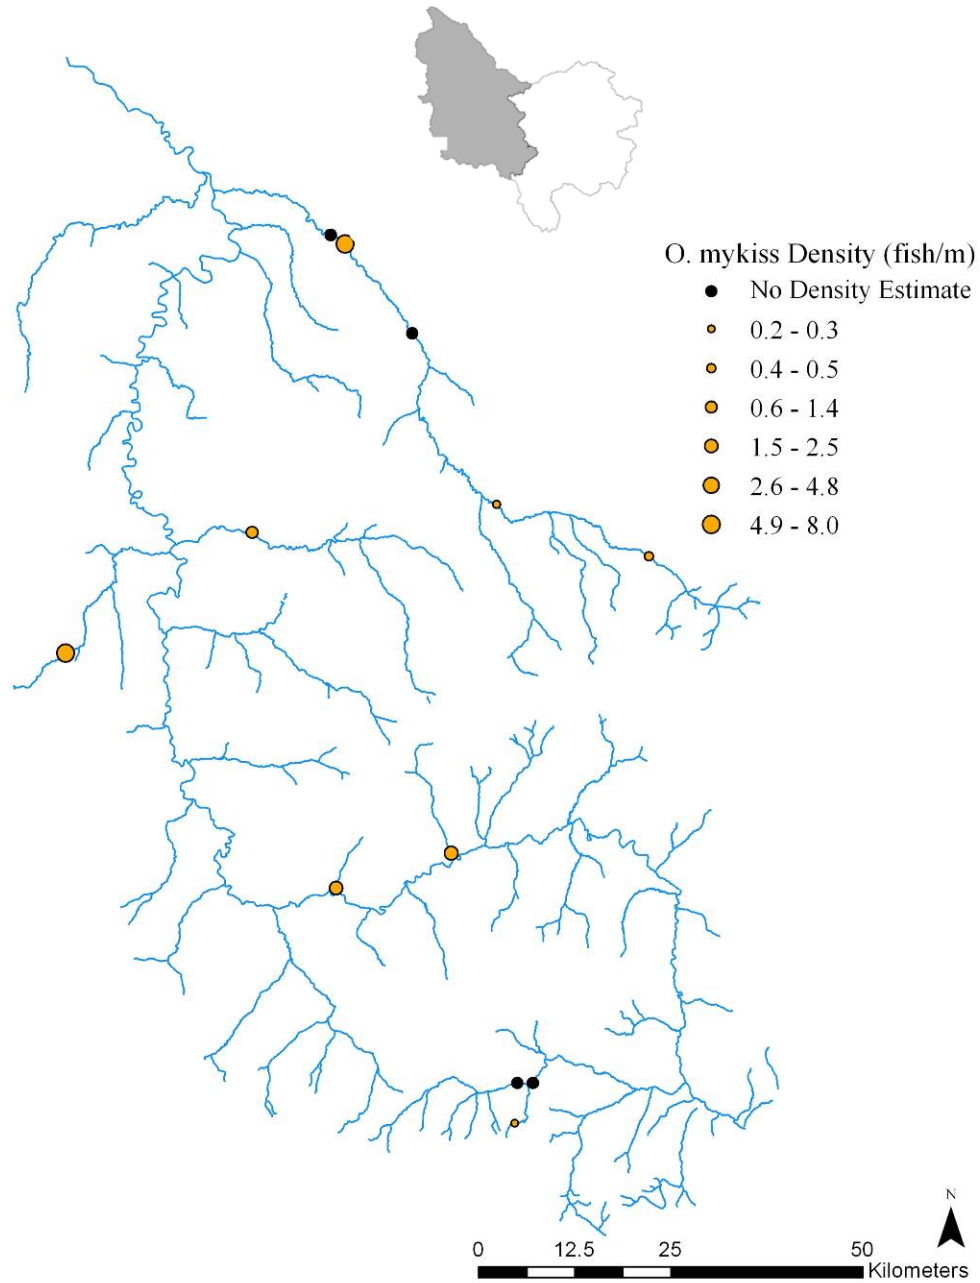 O. mykiss Density (fish/m)
No Density Estimate
0.2 - 0.3
0.4 - 0.5
0.6 - 1.4
1.5 - 2.5
2.6 - 4.8
4.9 - 8.0
N
0 12.5 25 50
Kilometers